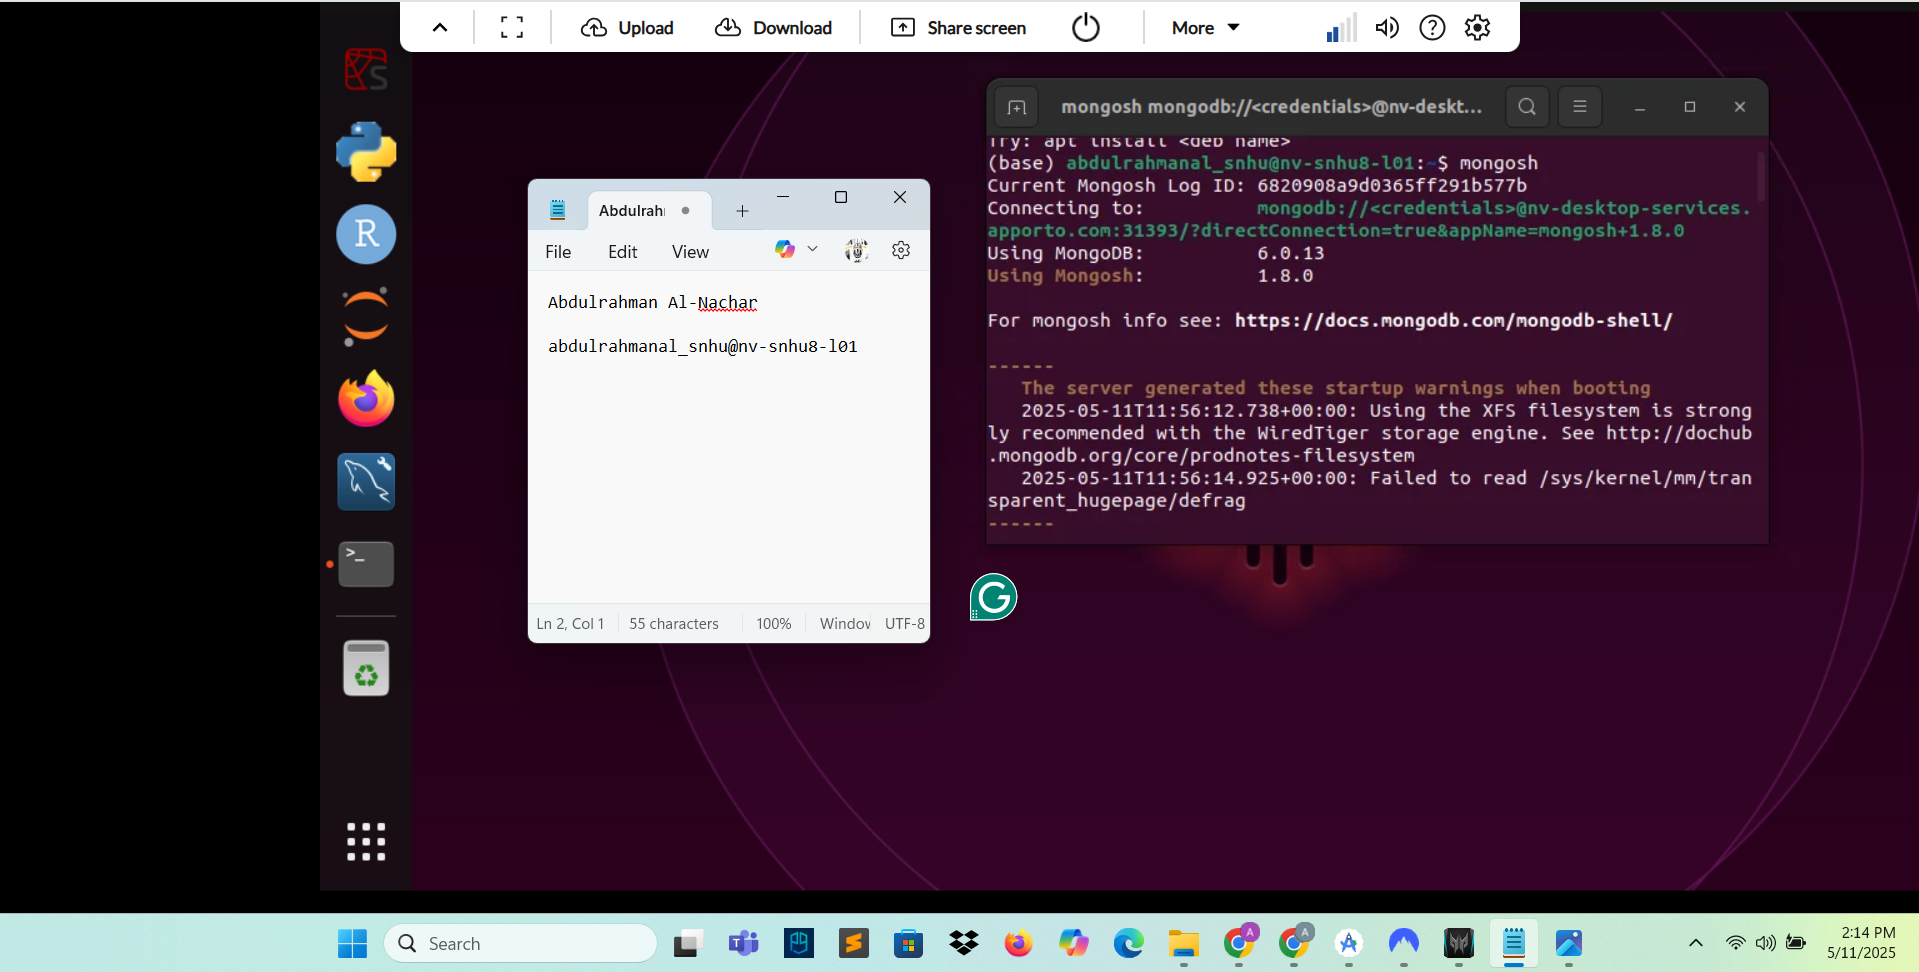 Upload
Download
Share screen
More
mongosh mongodb://<credentials>@nv-deskt...
Try: apt install <deb name>
(base) abdulrahmanal_snhu@nv-snhu8-l01:~$ mongosh
Current Mongosh Log ID: 6820908a9d0365ff291b577b
Connecting to: mongodb://<credentials>@nv-desktop-services.
apporto.com:31393/?directConnection=true&appName=mongosh+1.8.0
Using MongoDB: 6.0.13
Using Mongosh: 1.8.0
For mongosh info see: https://docs.mongodb.com/mongodb-shell/
------
The server generated these startup warnings when booting
2025-05-11T11:56:12.738+00:00: Using the XFS filesystem is strong
ly recommended with the WiredTiger storage engine. See http://dochub
.mongodb.org/core/prodnotes-filesystem
2025-05-11T11:56:14.925+00:00: Failed to read /sys/kernel/mm/tran
sparent_hugepage/defrag
------
Abdulrahm
File
Edit
View
Abdulrahman Al-Nachar
abdulrahmanal_snhu@nv-snhu8-l01
Ln 2, Col 1
55 characters
100%
Window
UTF-8
Search
2:14 PM
5/11/2025